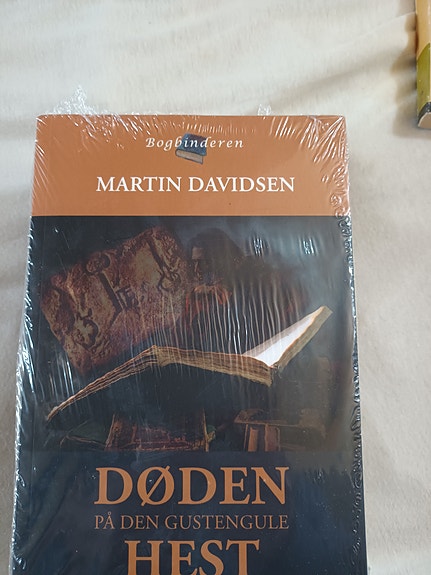 Bogbinderen
MARTIN DAVIDSEN
DØDEN
PÅ DEN GUSTENGULE
HEST